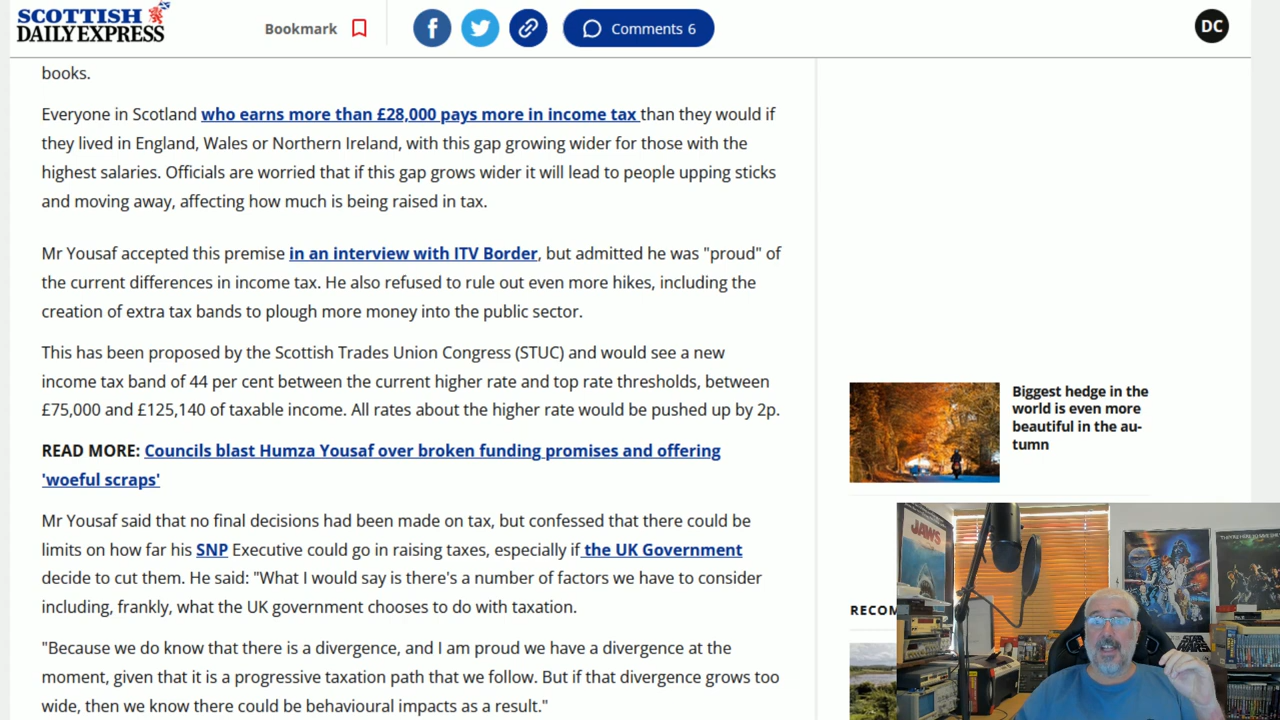 SCOTTISH
DAILY EXPRESS
Bookmark
Comments 6
DC
books.
Everyone in Scotland who earns more than £28,000 pays more in income tax than they would if
they lived in England, Wales or Northern Ireland, with this gap growing wider for those with the
highest salaries. Officials are worried that if this gap grows wider it will lead to people upping sticks
and moving away, affecting how much is being raised in tax.
Mr Yousaf accepted this premise in an interview with ITV Border, but admitted he was "proud" of
the current differences in income tax. He also refused to rule out even more hikes, including the
creation of extra tax bands to plough more money into the public sector.
This has been proposed by the Scottish Trades Union Congress (STUC) and would see a new
income tax band of 44 per cent between the current higher rate and top rate thresholds, between
£75,000 and £125,140 of taxable income. All rates about the higher rate would be pushed up by 2p.
READ MORE: Councils blast Humza Yousaf over broken funding promises and offering
'woeful scraps'
Mr Yousaf said that no final decisions had been made on tax, but confessed that there could be
limits on how far his SNP Executive could go in raising taxes, especially if the UK Government
decide to cut them. He said: "What I would say is there's a number of factors we have to consider
including, frankly, what the UK government chooses to do with taxation.
"Because we do know that there is a divergence, and I am proud we have a divergence at the
moment, given that it is a progressive taxation path that we follow. But if that divergence grows too
wide, then we know there could be behavioural impacts as a result."
Biggest hedge in the
world is even more
beautiful in the au-
tumn
RECOM
JAWS
STAR
WARS